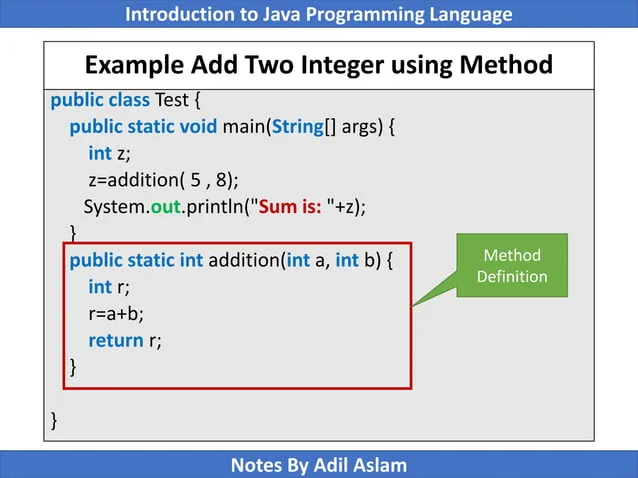 Introduction to Java Programming Language
Example Add Two Integer using Method
public class Test {
public static void main(String[] args) {
int z;
z=addition( 5 , 8);
System.out.println("Sum is: "+z);
}
public static int addition(int a, int b) {
int r;
r=a+b;
return r;
}
}
Method
Definition
Notes By Adil Aslam